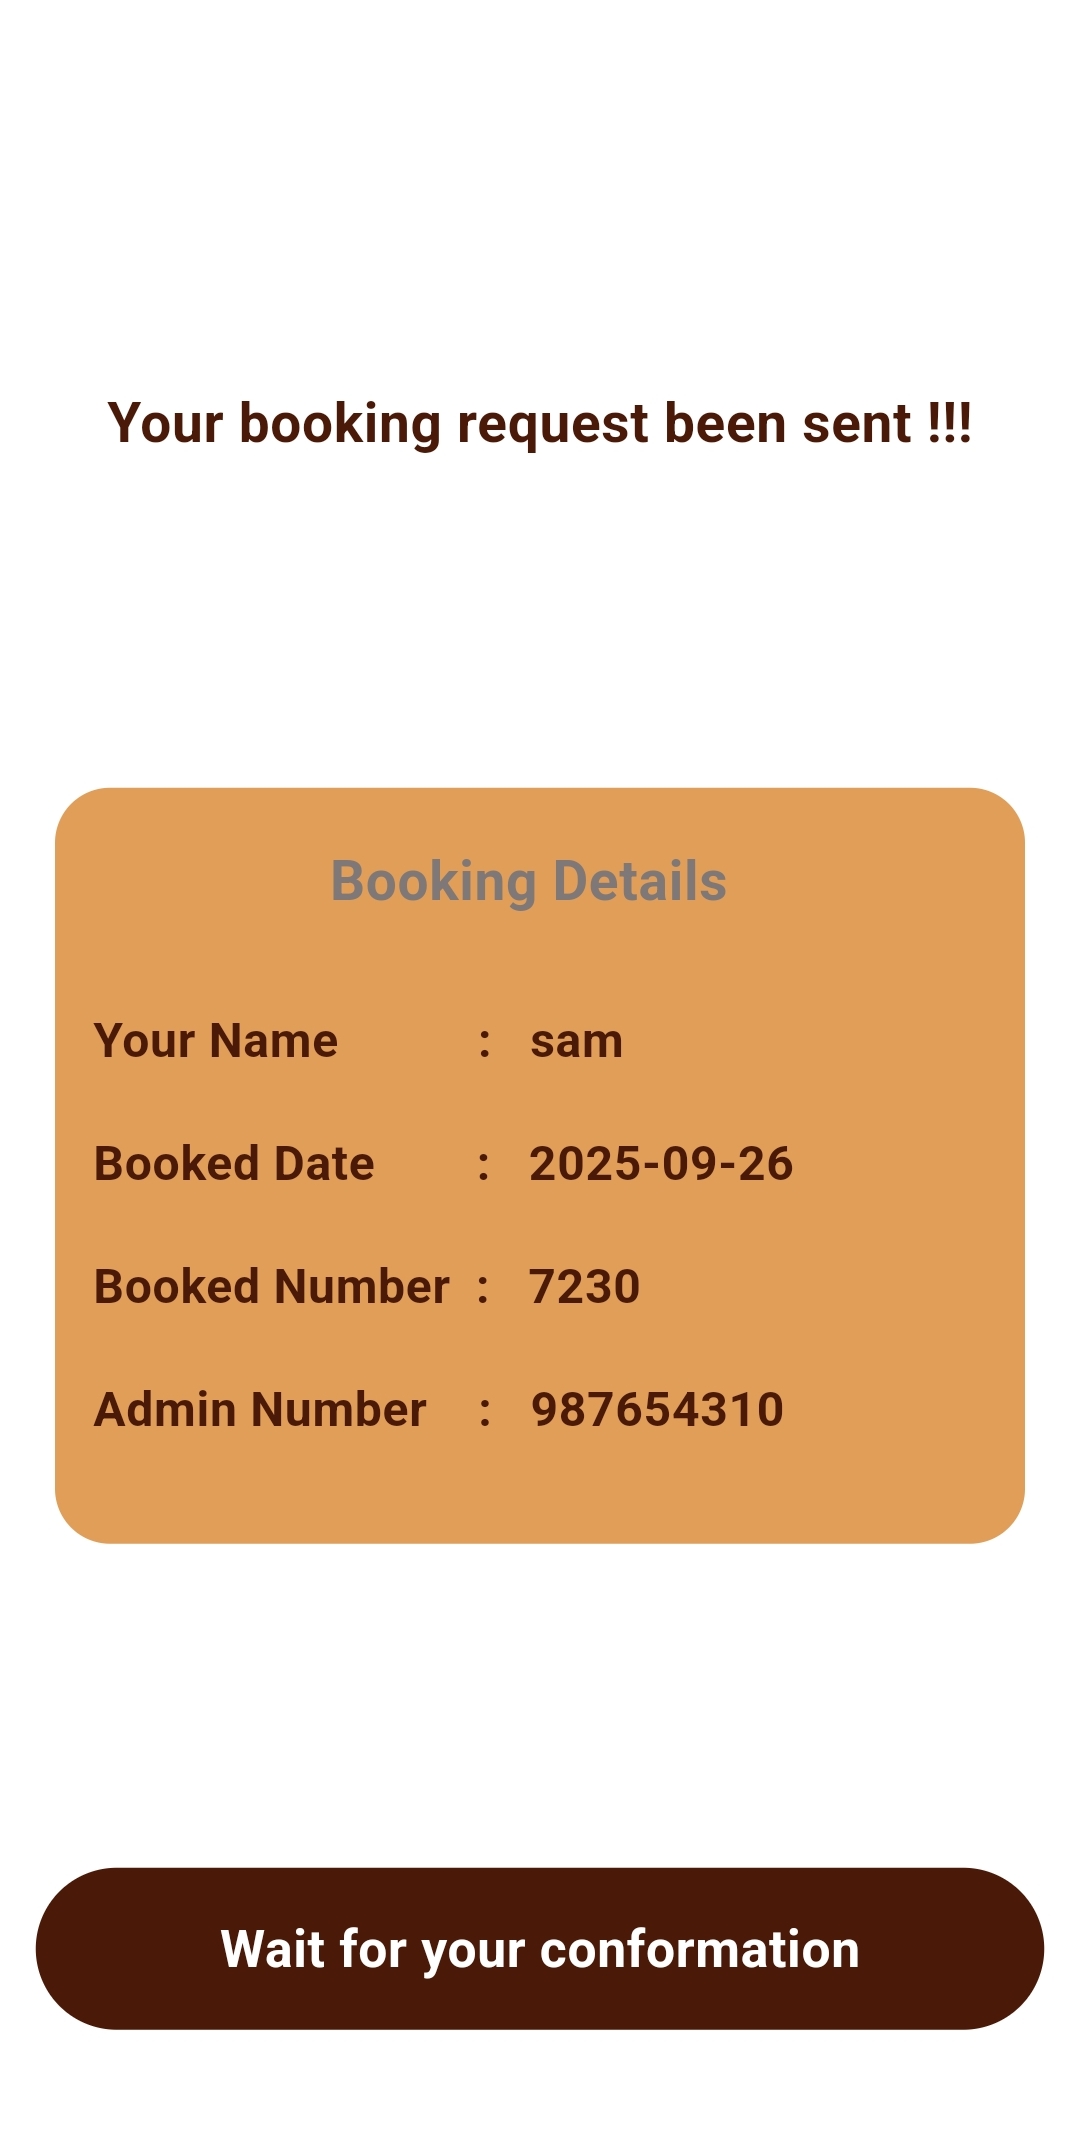 Your booking request been sent !!!
Booking Details
Your Name : sam
Booked Date : 2025-09-26
Booked Number : 7230
Admin Number : 987654310
Wait for your conformation